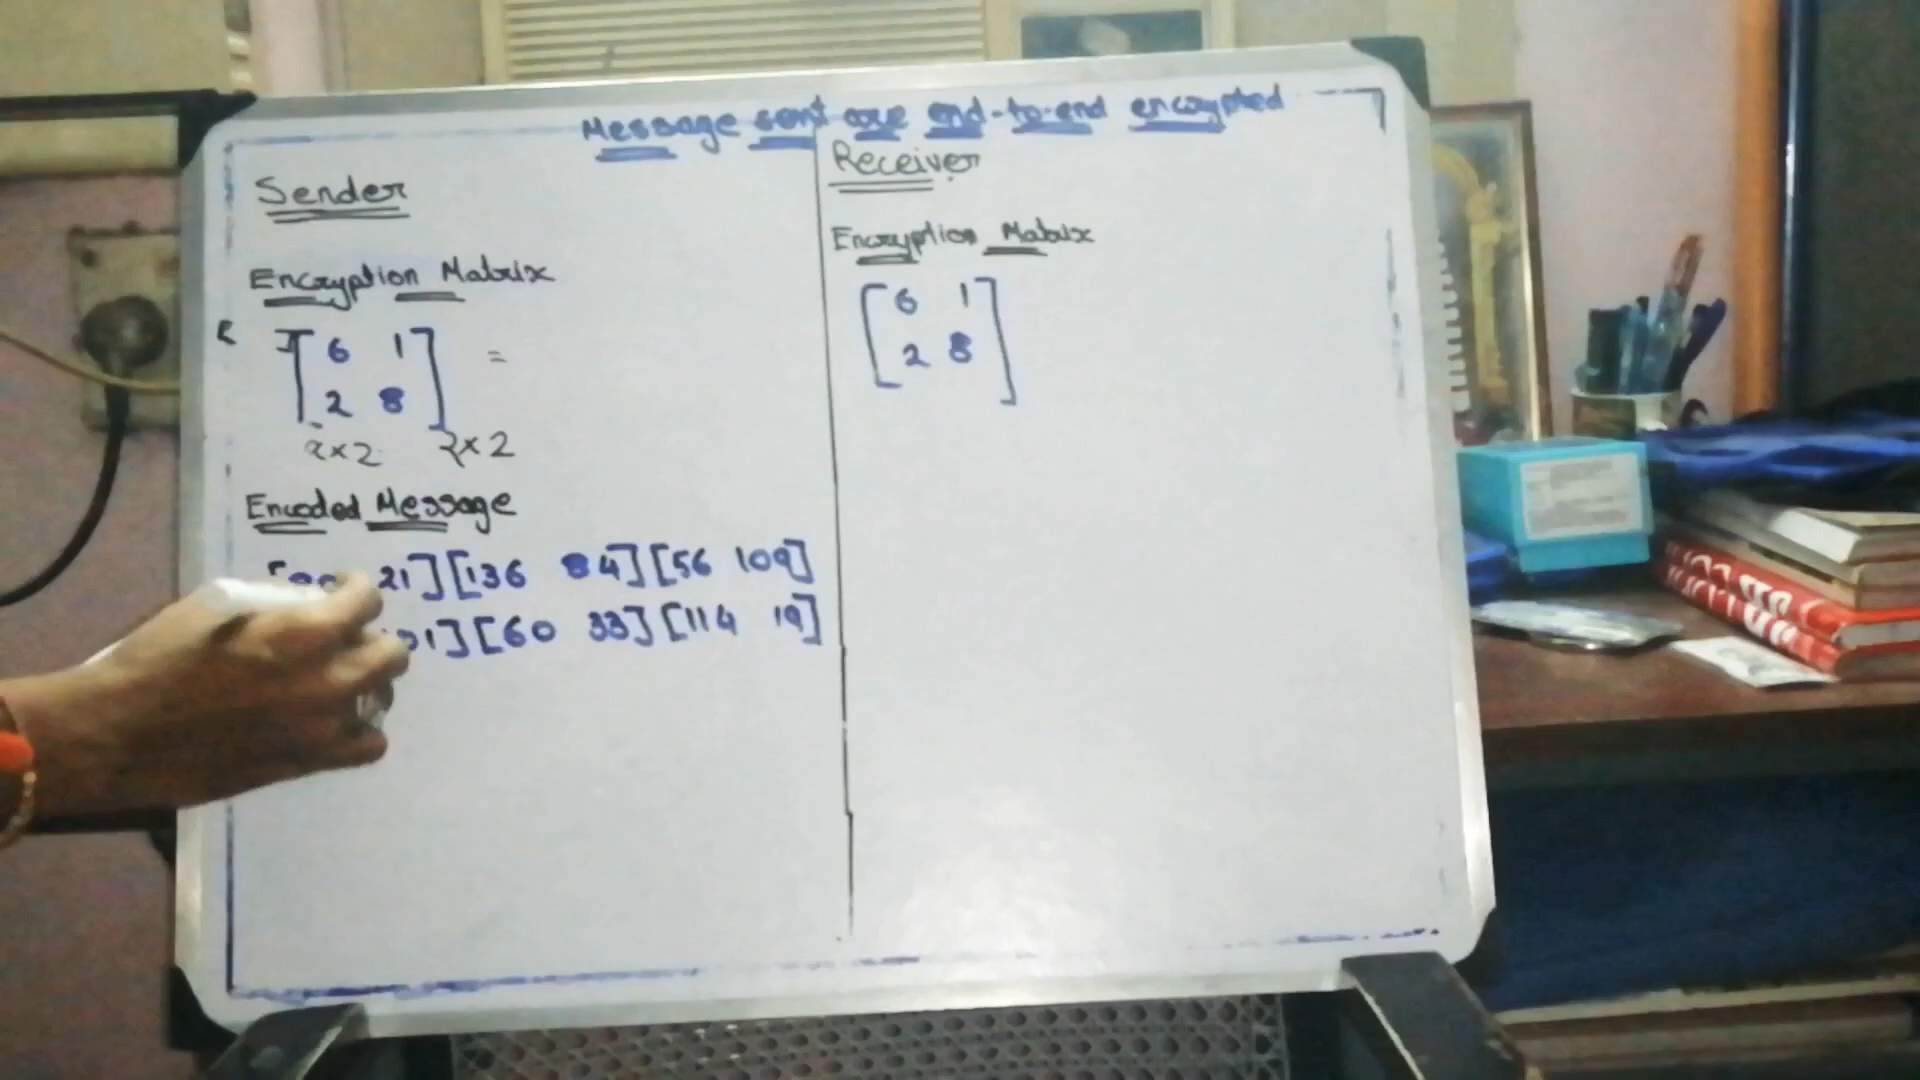 Message sent are end-to-end encrypted
Sender
Encryption Matrix
[6 1] =
[2 8]
2×2 2×2
Encoded Message
21] [136 84] [56 109]
] [60 33] [114 19]
Receiver
Encryption Matrix
[6 1]
[2 8]